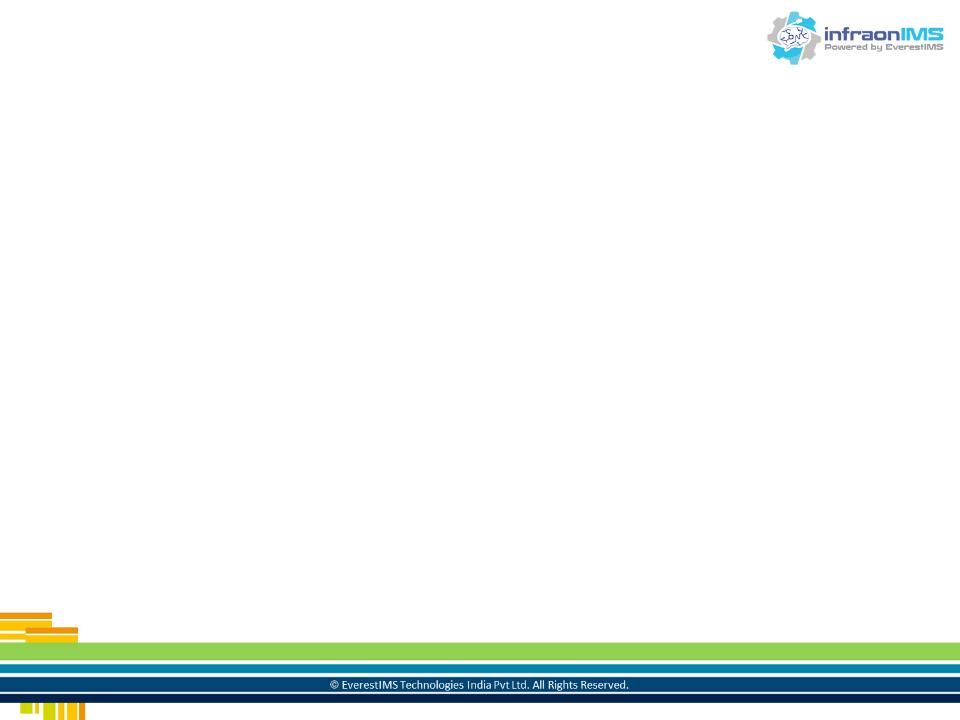 infraonIMS
Powered by EverestIMS
© EverestIMS Technologies India Pvt Ltd. All Rights Reserved.